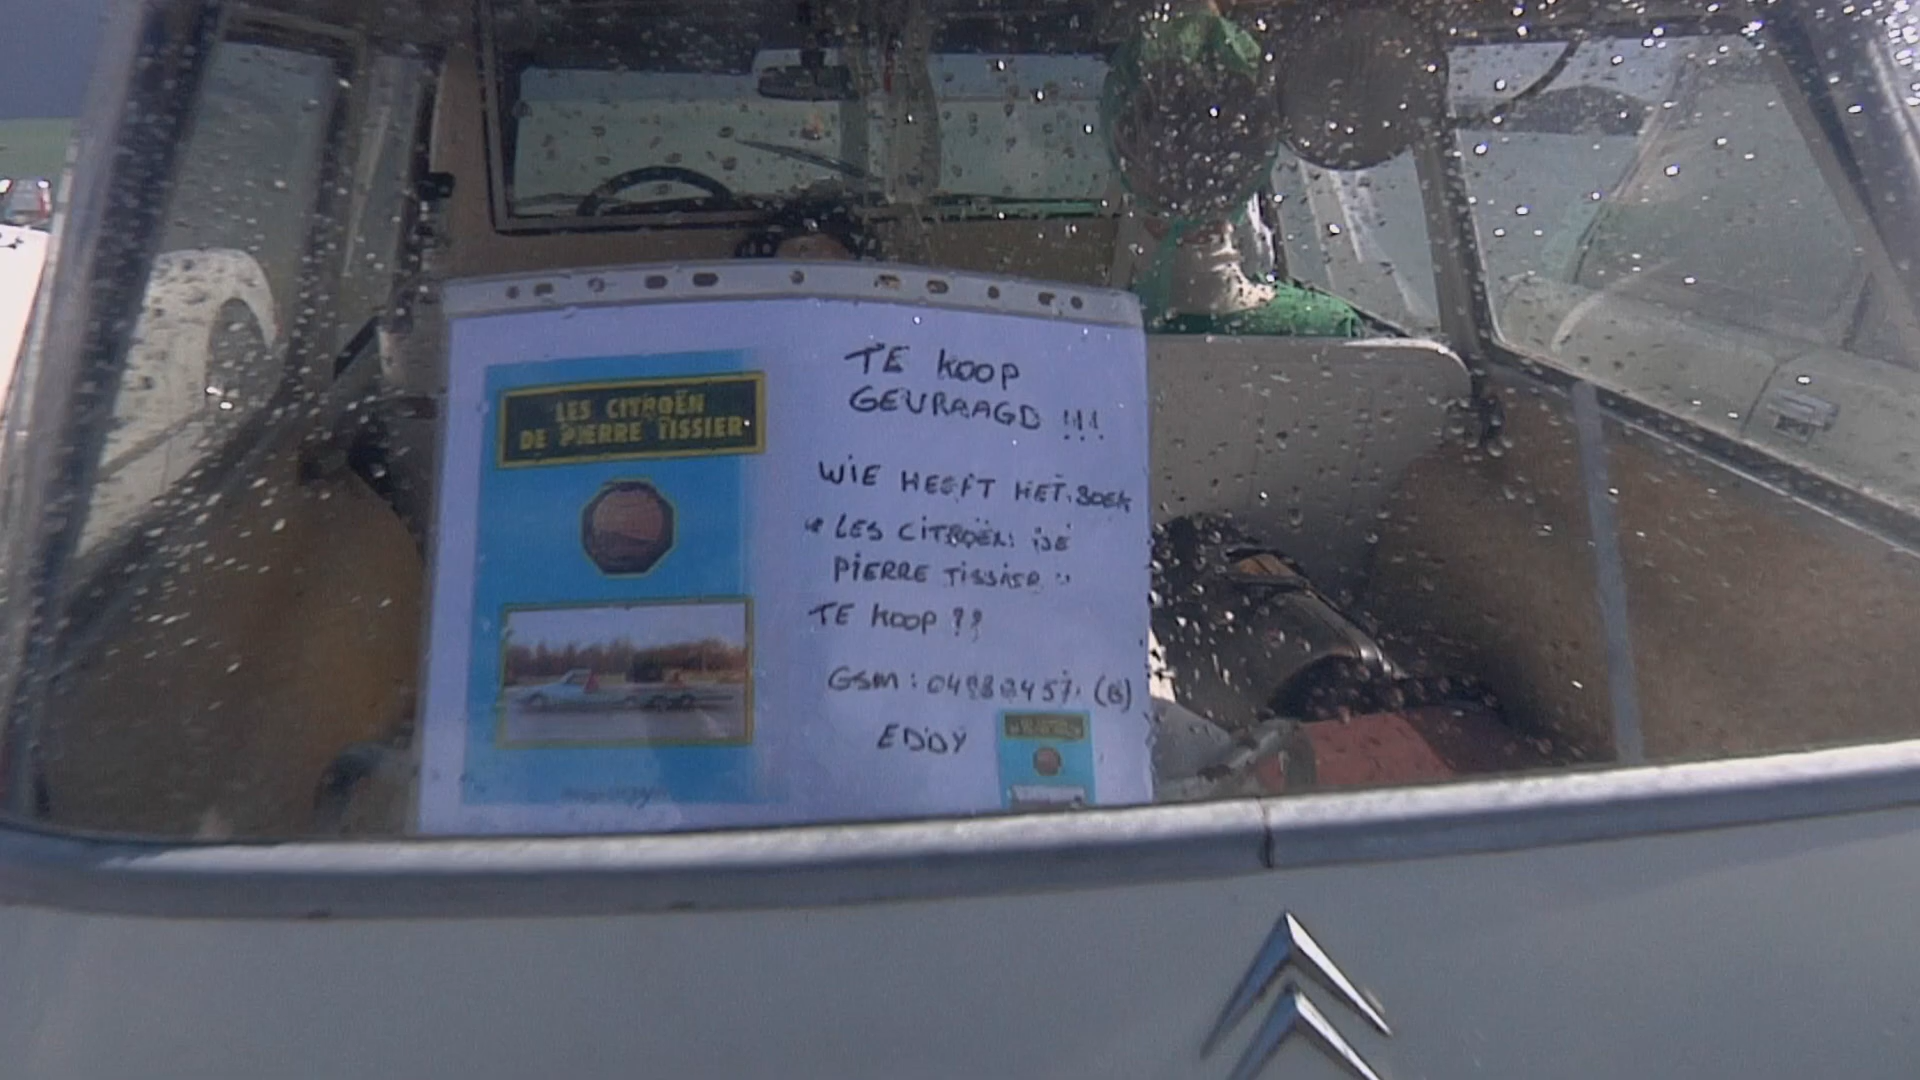 LES CITROËN
DE PIERRE TISSIER
TE KOOP
GEVRAAGD !!!
WIE HEEFT HET BOEK
" LES CITROËN DE
PIERRE TISSIER "
TE KOOP ??
GSM : (B)
EDDY